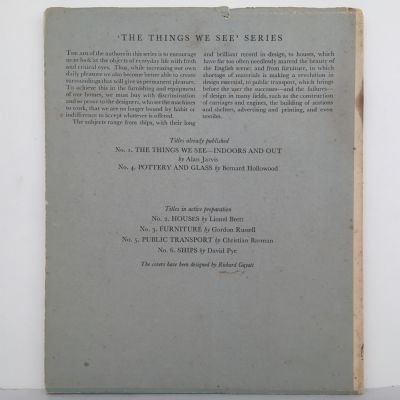 'THE THINGS WE SEE' SERIES
THE aim of the authors in this series is to encourage
us to look at the objects of everyday life with fresh
and critical eyes. Thus, while increasing our own
daily pleasure we also become better able to create
surroundings that will give us permanent pleasure.
To achieve this in the furnishing and equipment
of our houses, we must buy with discrimination
and so prove to the designers, who set the machines
to work, that we are no longer bound by habit or
indifference to accept whatever is offered.
The subjects range from ships, with their long
and brilliant record in design, to houses, which
have far too often needlessly marred the beauty of
the English scene; and from furniture, in which
shortage of materials is making a revolution in
design essential, to public transport, which brings
before the user the successes—and the failures—
of design in many fields, such as the construction
of carriages and engines, the building of stations
and shelters, advertising and printing, and even
textiles.
Titles already published
No. 1. THE THINGS WE SEE—INDOORS AND OUT
by Alan Jarvis
No. 4. POTTERY AND GLASS by Bernard Hollowood
Titles in active preparation
No. 2. HOUSES by Lionel Brett
No. 3. FURNITURE by Gordon Russell
No. 5. PUBLIC TRANSPORT by Christian Barman
No. 6. SHIPS by David Pye
The covers have been designed by Richard Guyatt